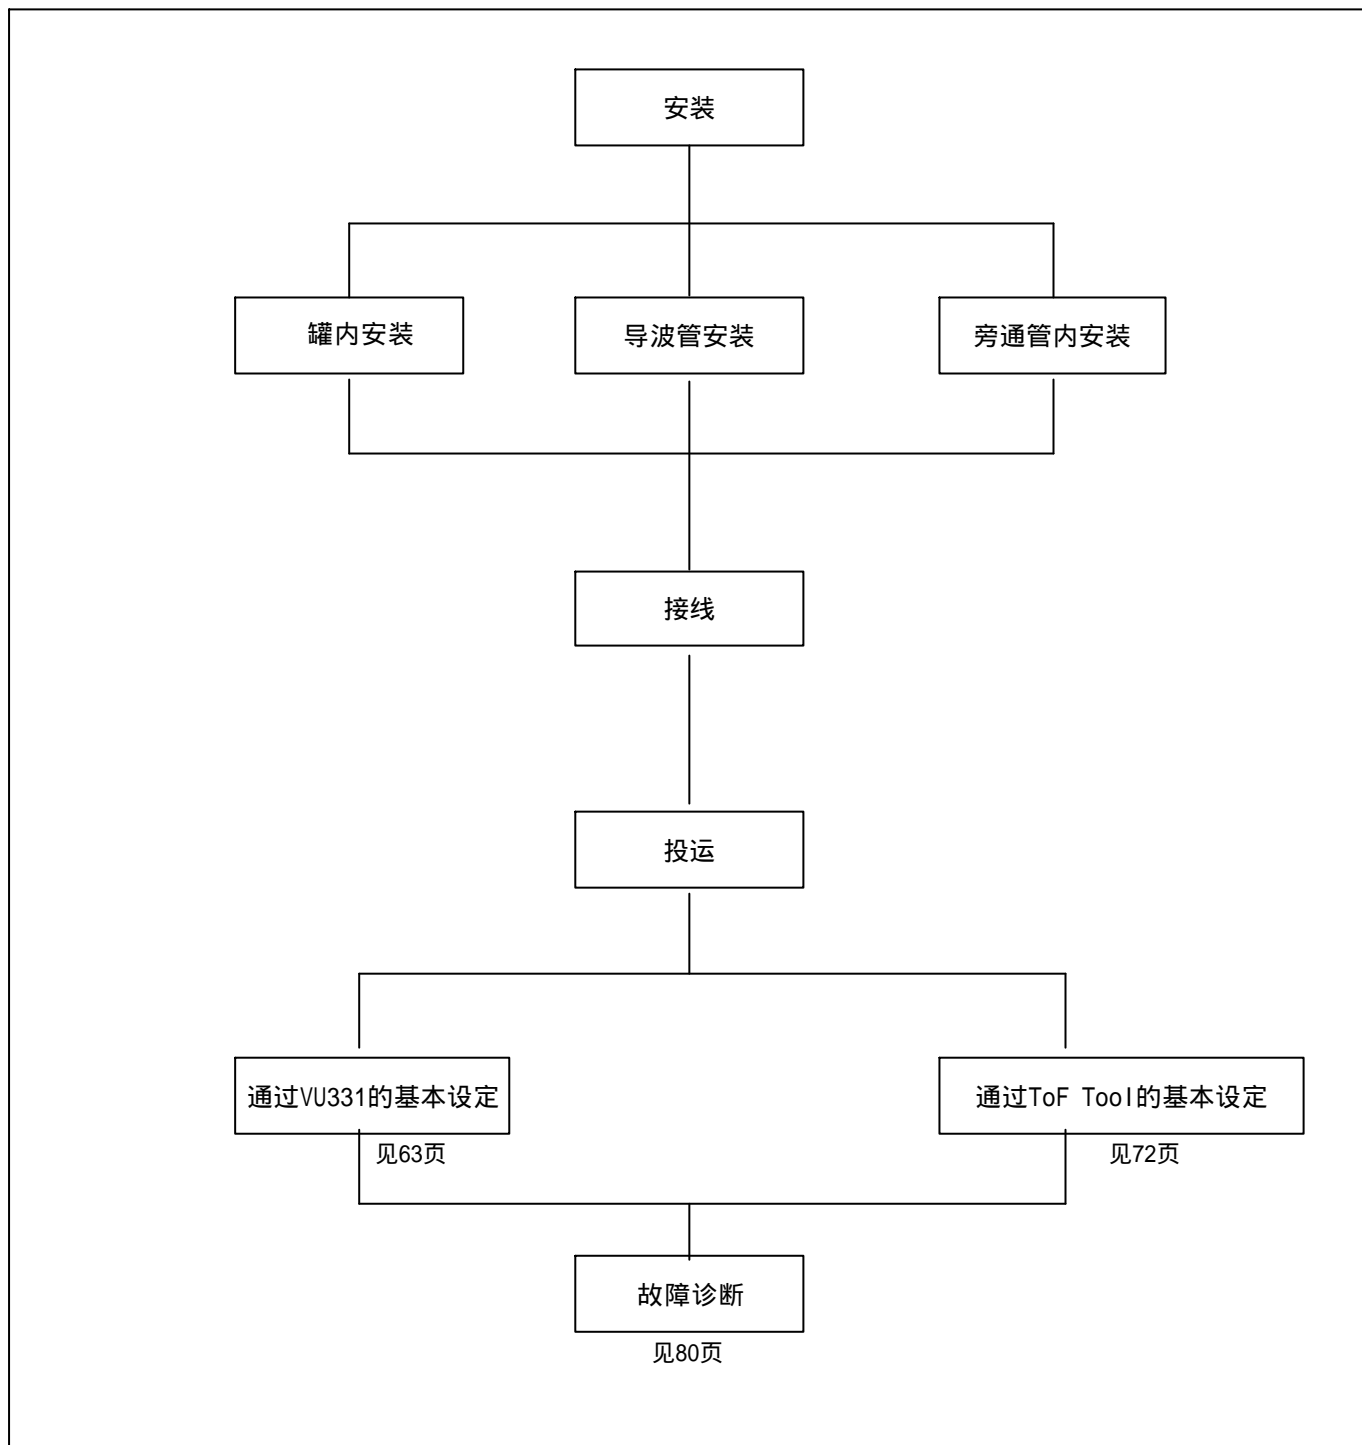 安装
罐内安装
导波管安装
旁通管内安装
接线
投运
通过VU331的基本设定
通过ToF Tool的基本设定
见63页
见72页
故障诊断
见80页